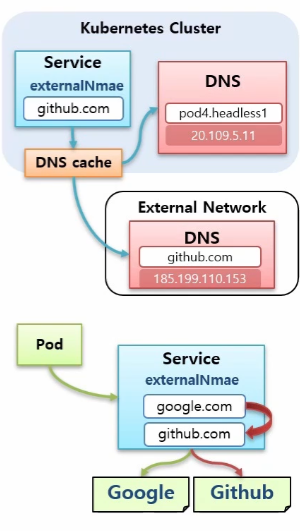 Kubernetes Cluster
Service
externalNmae
github.com
DNS
pod4.headless1
20.109.5.11
DNS cache
External Network
DNS
github.com
185.199.110.153
Pod
Service
externalNmae
google.com
github.com
Google
Github